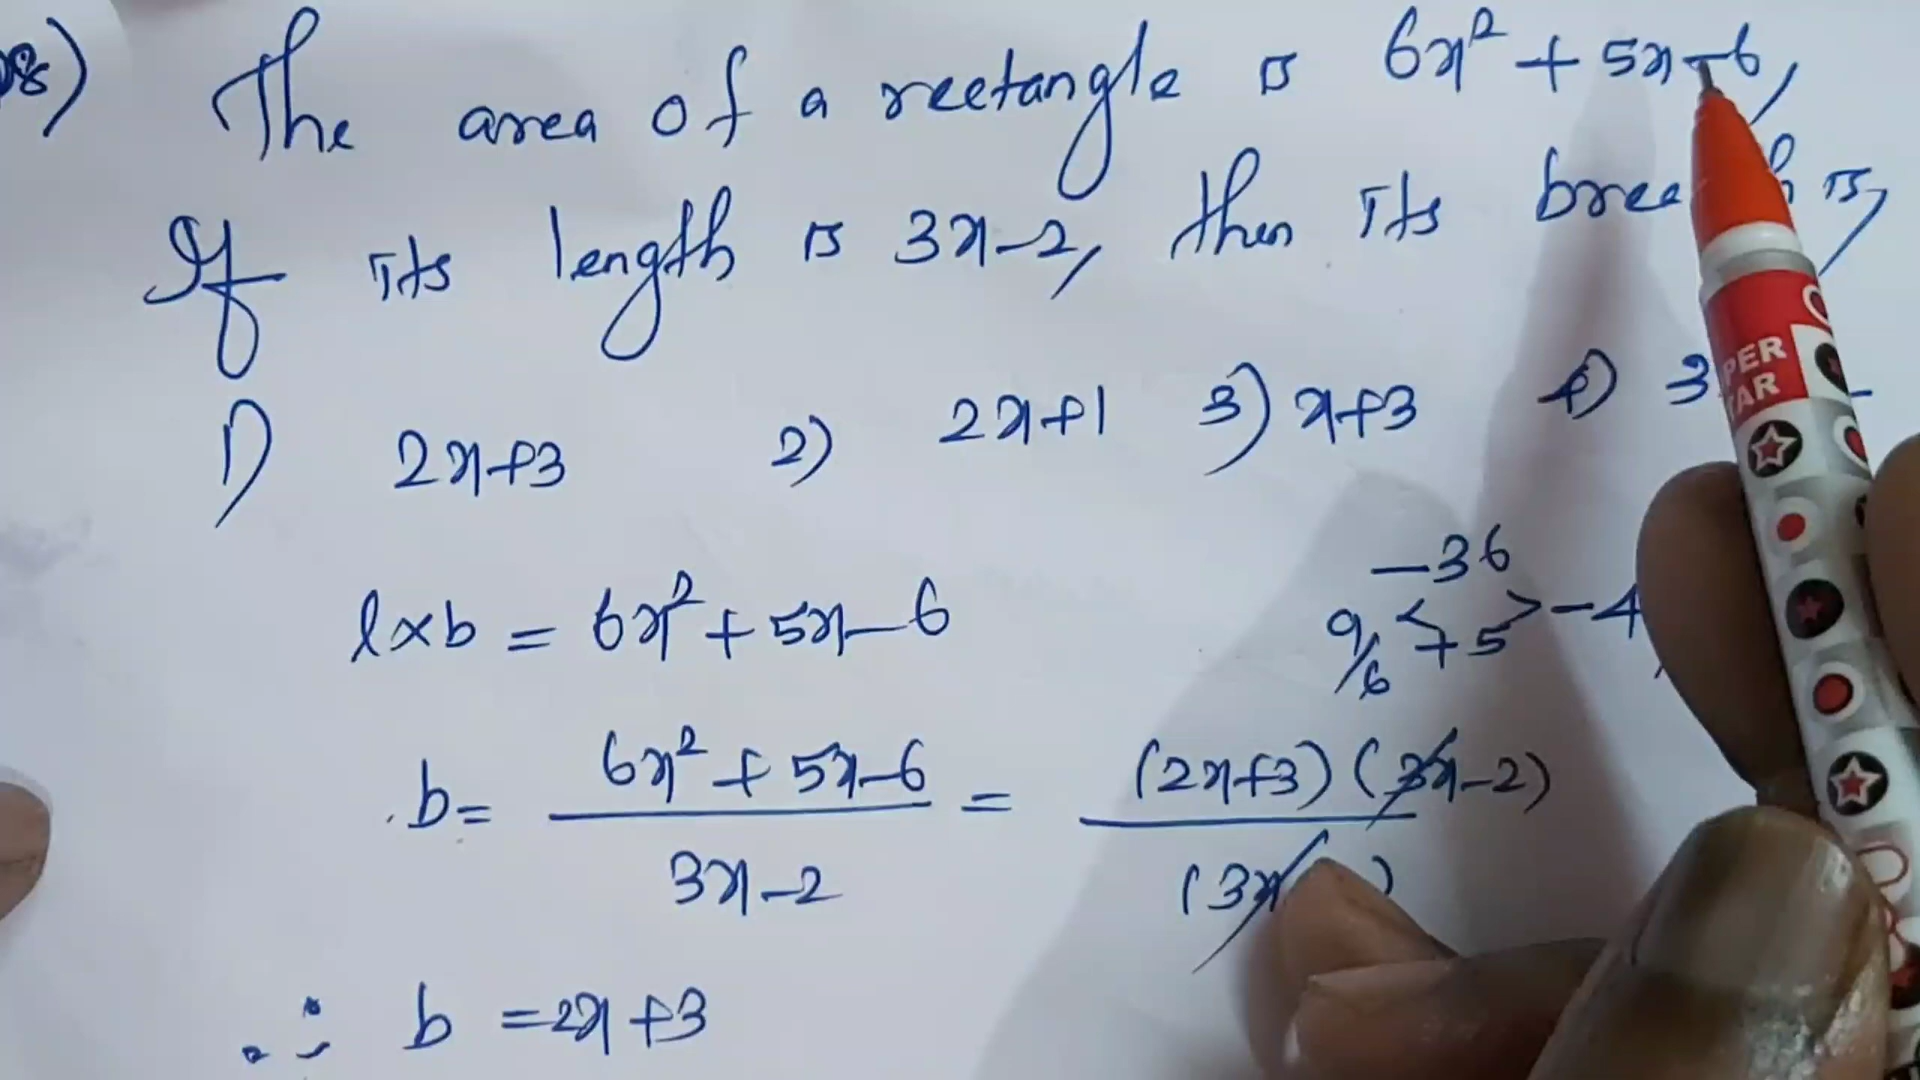 8) The area of a rectangle is 6x² + 5x - 6,
If its length is 3x-2, then its is,
1) 2x+3 2) 2x+1 3) x+3 4) 3
-36
l×b = 6x² + 5x - 6
9/6 < +5 > -4
b = 6x² + 5x - 6 / 3x - 2 = (2x+3) (3x-2) / (3x )
∴ b = 2x+3
PER
TAR